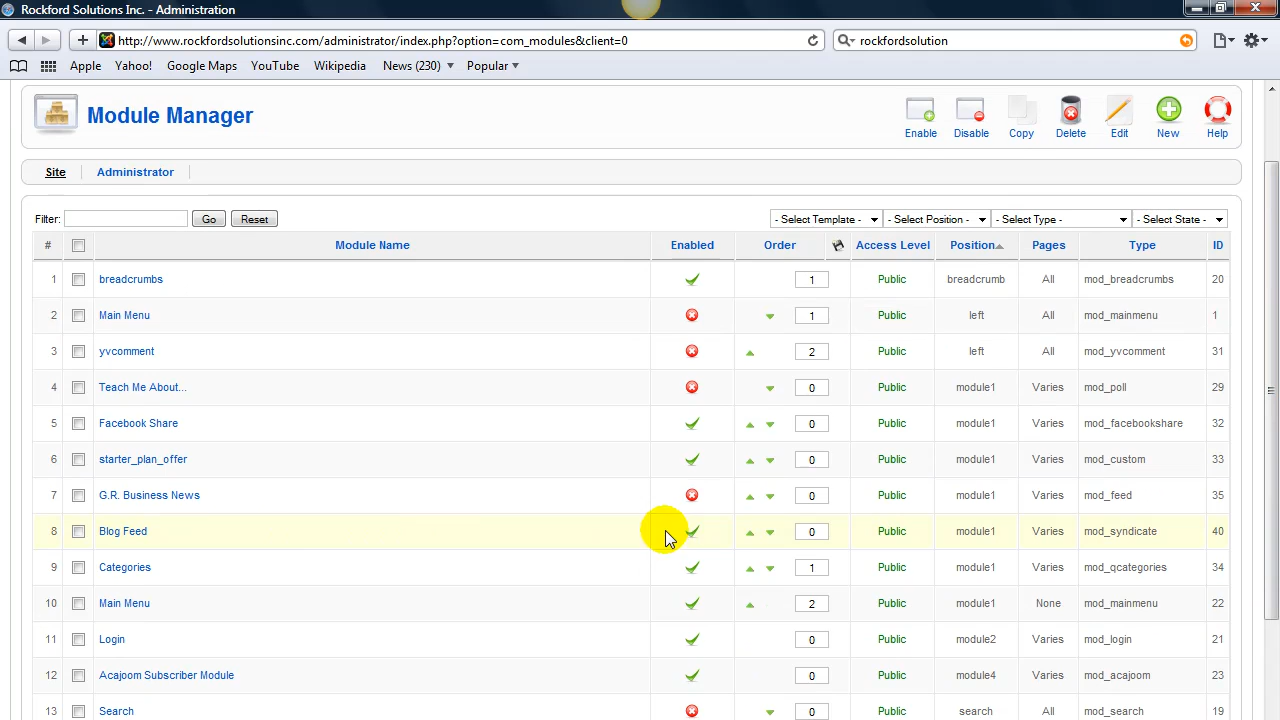 Rockford Solutions Inc. - Administration
http://www.rockfordsolutionsinc.com/administrator/index.php?option=com_modules&client=0
rockfordsolution
Apple Yahoo! Google Maps YouTube Wikipedia News (230) Popular
Module Manager
Enable Disable Copy Delete Edit New Help
Site Administrator
Filter: Go Reset - Select Template - - Select Position - - Select Type - - Select State -
# Module Name Enabled Order Access Level Position Pages Type ID
1 breadcrumbs 1 Public breadcrumb All mod_breadcrumbs 20
2 Main Menu 1 Public left All mod_mainmenu 1
3 yvcomment 2 Public left All mod_yvcomment 31
4 Teach Me About... 0 Public module1 Varies mod_poll 29
5 Facebook Share 0 Public module1 Varies mod_facebookshare 32
6 starter_plan_offer 0 Public module1 Varies mod_custom 33
7 G.R. Business News 0 Public module1 Varies mod_feed 35
8 Blog Feed 0 Public module1 Varies mod_syndicate 40
9 Categories 1 Public module1 Varies mod_qcategories 34
10 Main Menu 2 Public module1 None mod_mainmenu 22
11 Login 0 Public module2 Varies mod_login 21
12 Acajoom Subscriber Module 0 Public module4 Varies mod_acajoom 23
13 Search 0 Public search All mod_search 19